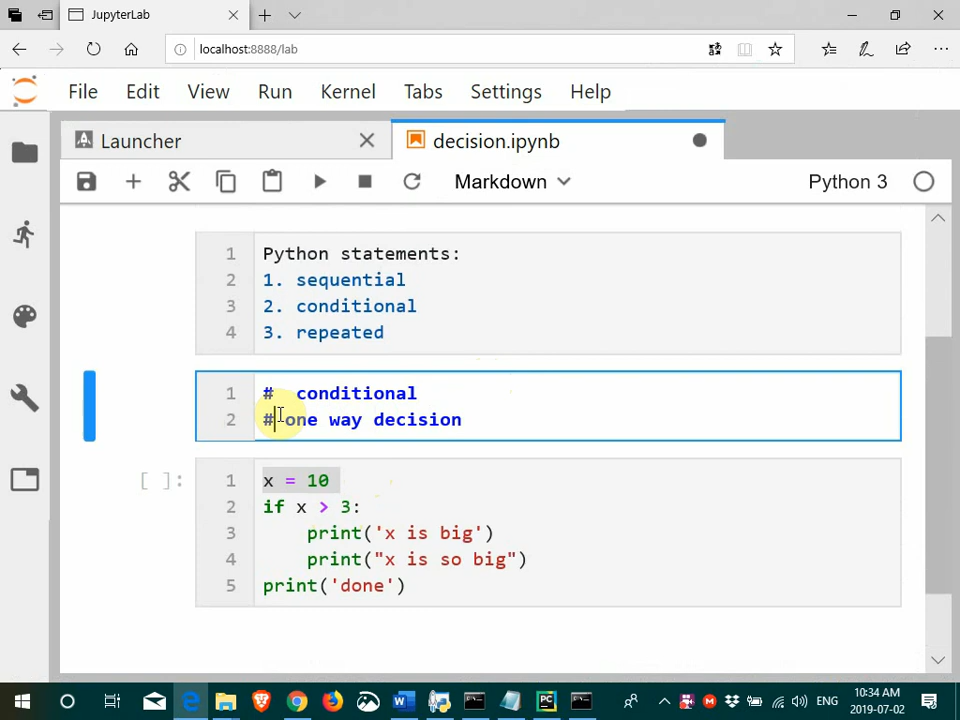 JupyterLab
localhost:8888/lab
File Edit View Run Kernel Tabs Settings Help
Launcher decision.ipynb
Markdown Python 3
1 Python statements:
2 1. sequential
3 2. conditional
4 3. repeated
1 #  conditional
2 # one way decision
[ ]: 1 x = 10
2 if x > 3:
3     print('x is big')
4     print("x is so big")
5 print('done')
ENG
10:34 AM
2019-07-02